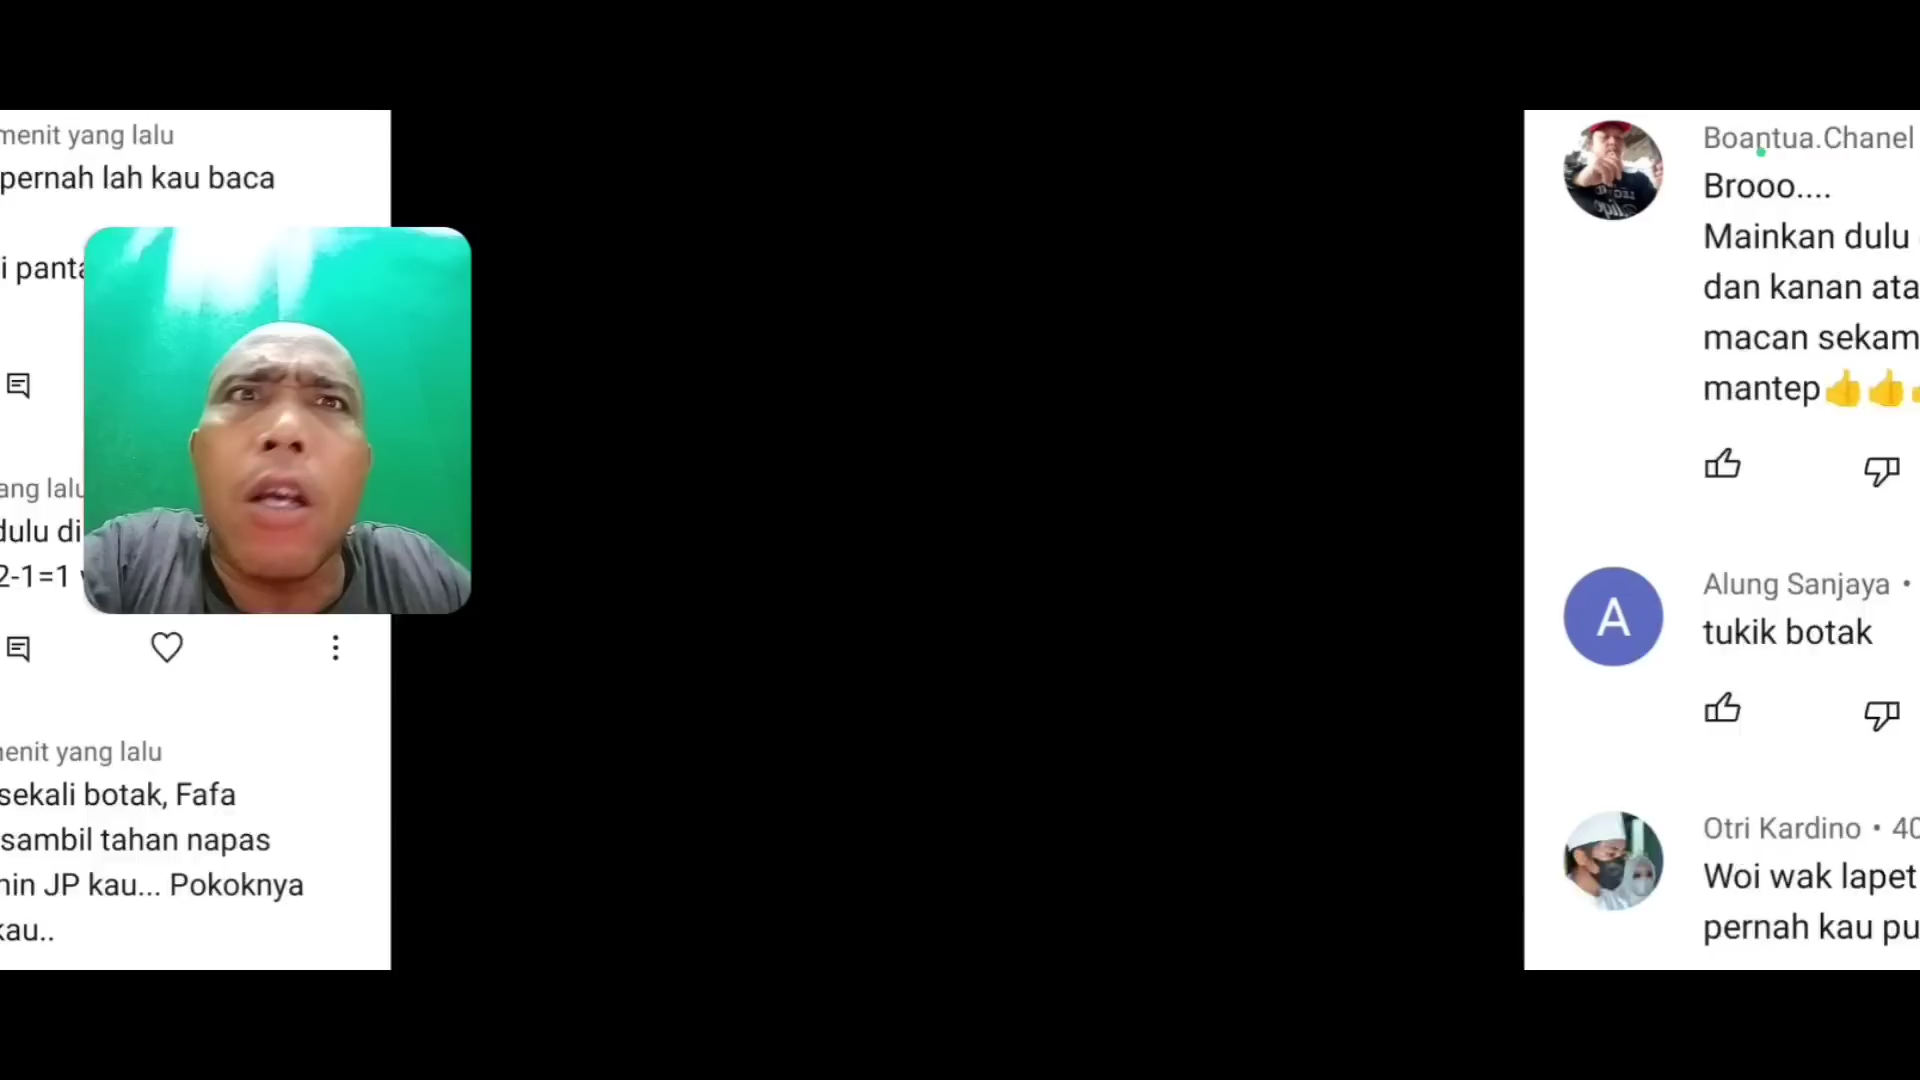 menit yang lalu
pernah lah kau baca
i panta
ang lalu
dulu di
2-1=1
menit yang lalu
sekali botak, Fafa
sambil tahan napas
min JP kau... Pokoknya
kau..
Boantua.Chanel
Brooo....
Mainkan dulu
dan kanan ata
macan sekam
mantep👍👍
A
Alung Sanjaya •
tukik botak
Otri Kardino • 40
Woi wak lapet
pernah kau pu